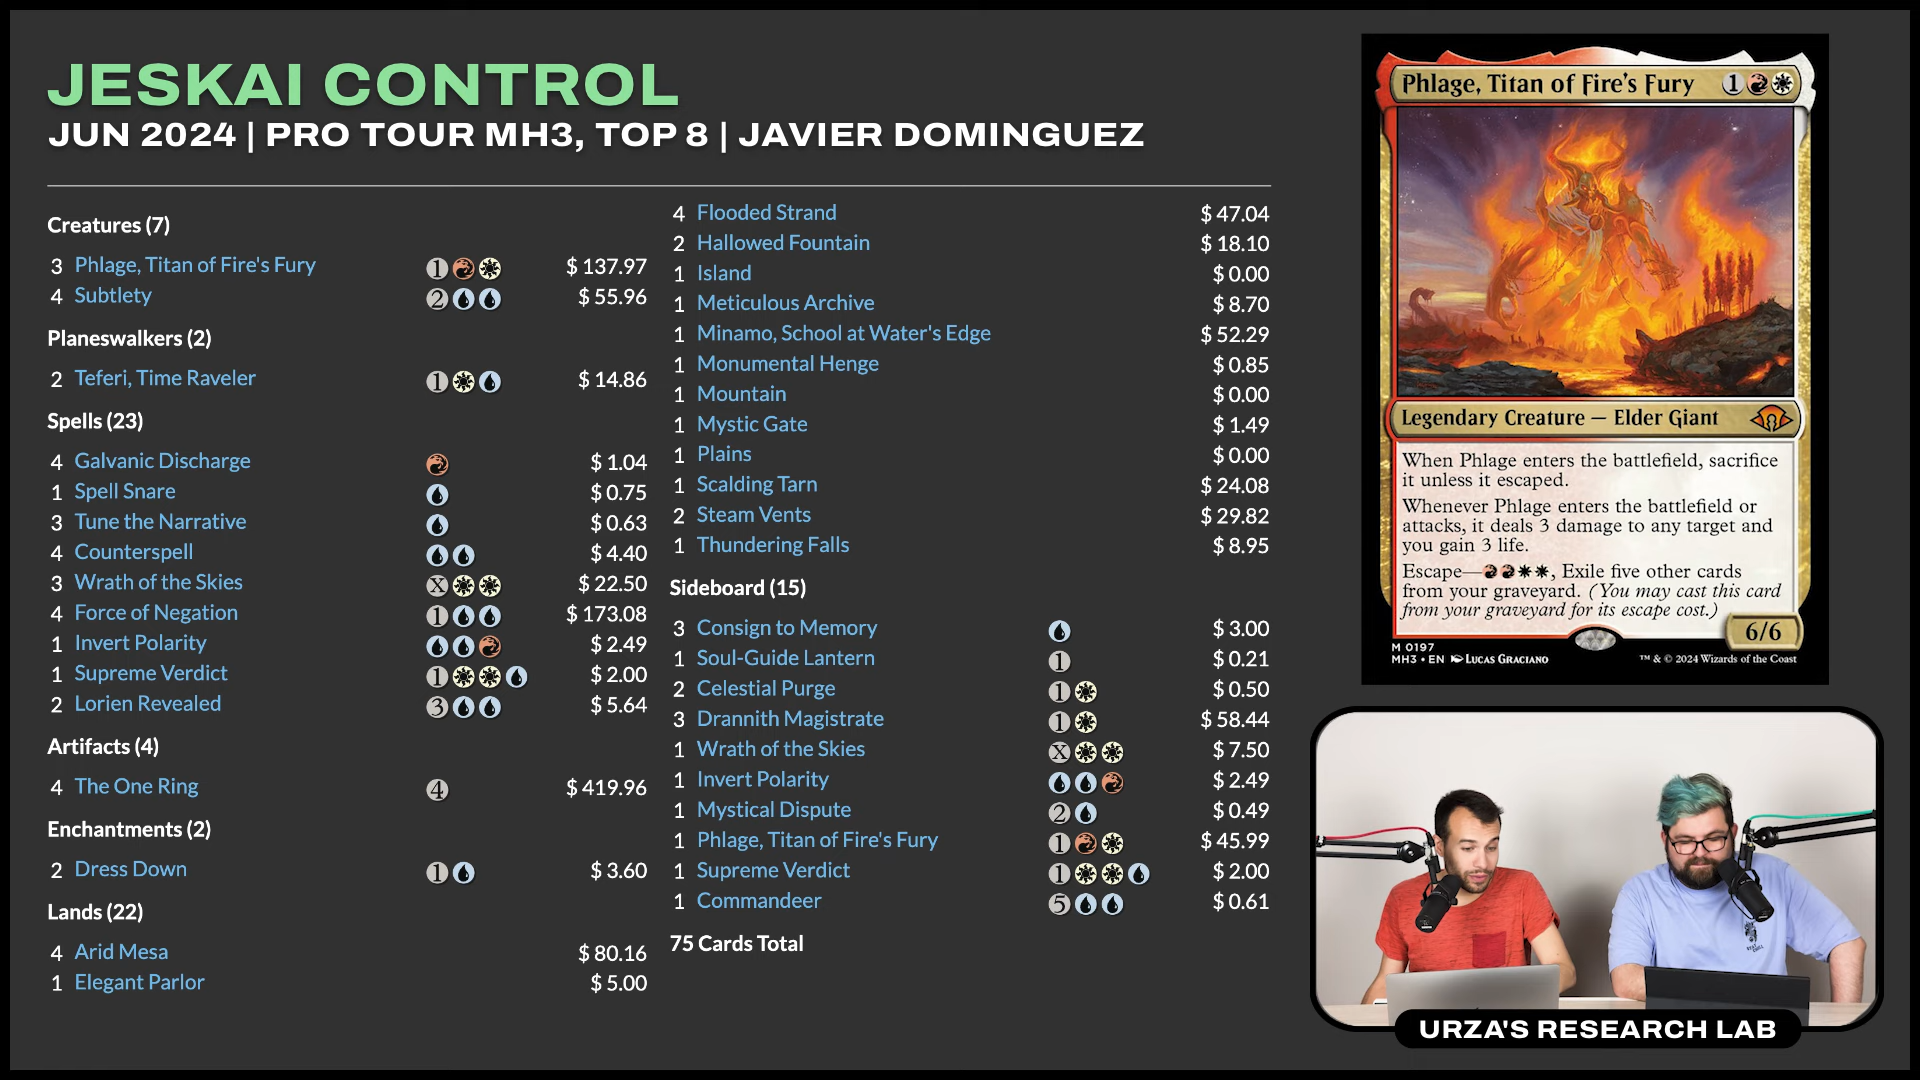 JESKAI CONTROL
JUN 2024 | PRO TOUR MH3, TOP 8 | JAVIER DOMINGUEZ
Creatures (7)
3 Phlage, Titan of Fire's Fury 1 $ 137.97
4 Subtlety 2 $ 55.96
Planeswalkers (2)
2 Teferi, Time Raveler 1 $ 14.86
Spells (23)
4 Galvanic Discharge $ 1.04
1 Spell Snare $ 0.75
3 Tune the Narrative $ 0.63
4 Counterspell $ 4.40
3 Wrath of the Skies X $ 22.50
4 Force of Negation 1 $ 173.08
1 Invert Polarity $ 2.49
1 Supreme Verdict 1 $ 2.00
2 Lorien Revealed 3 $ 5.64
Artifacts (4)
4 The One Ring 4 $ 419.96
Enchantments (2)
2 Dress Down 1 $ 3.60
Lands (22)
4 Arid Mesa $ 80.16
1 Elegant Parlor $ 5.00
4 Flooded Strand $ 47.04
2 Hallowed Fountain $ 18.10
1 Island $ 0.00
1 Meticulous Archive $ 8.70
1 Minamo, School at Water's Edge $ 52.29
1 Monumental Henge $ 0.85
1 Mountain $ 0.00
1 Mystic Gate $ 1.49
1 Plains $ 0.00
1 Scalding Tarn $ 24.08
2 Steam Vents $ 29.82
1 Thundering Falls $ 8.95
Sideboard (15)
3 Consign to Memory $ 3.00
1 Soul-Guide Lantern 1 $ 0.21
2 Celestial Purge 1 $ 0.50
3 Drannith Magistrate 1 $ 58.44
1 Wrath of the Skies X $ 7.50
1 Invert Polarity $ 2.49
1 Mystical Dispute 2 $ 0.49
1 Phlage, Titan of Fire's Fury 1 $ 45.99
1 Supreme Verdict 1 $ 2.00
1 Commandeer 5 $ 0.61
75 Cards Total
Phlage, Titan of Fire's Fury 1
Legendary Creature — Elder Giant
When Phlage enters the battlefield, sacrifice
it unless it escaped.
Whenever Phlage enters the battlefield or
attacks, it deals 3 damage to any target and
you gain 3 life.
Escape—, Exile five other cards
from your graveyard. (You may cast this card
from your graveyard for its escape cost.)
6/6
M 0197
MH3 • EN LUCAS GRACIANO
™ & © 2024 Wizards of the Coast
URZA'S RESEARCH LAB